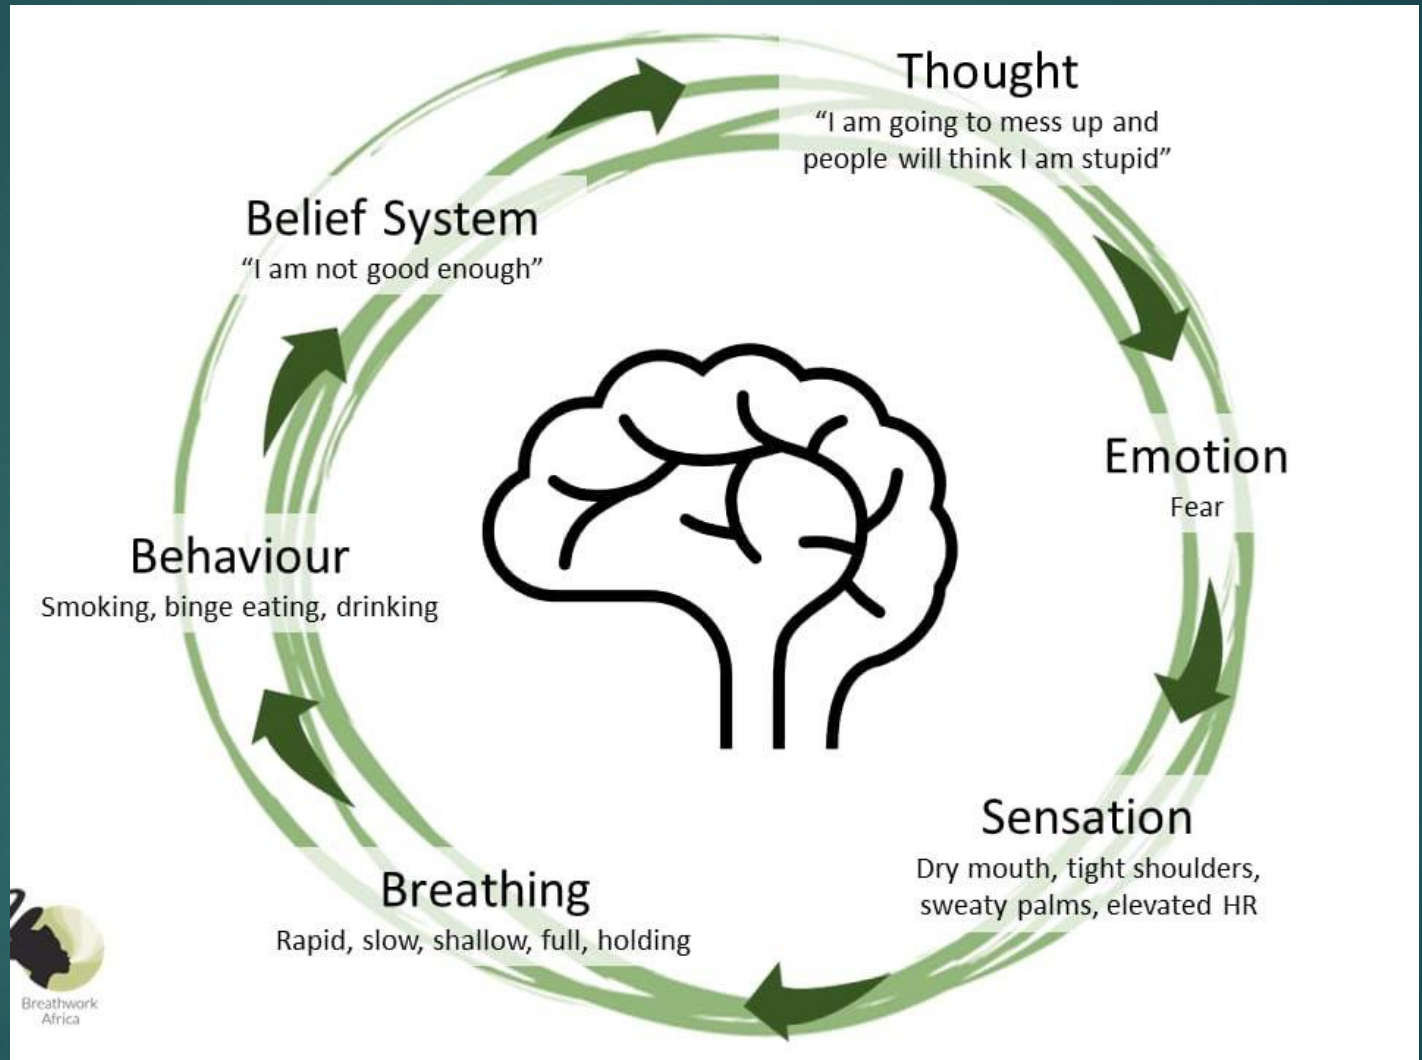 Thought
“I am going to mess up and
people will think I am stupid”
Emotion
Fear
Sensation
Dry mouth, tight shoulders,
sweaty palms, elevated HR
Breathing
Rapid, slow, shallow, full, holding
Behaviour
Smoking, binge eating, drinking
Belief System
“I am not good enough”
Breathwork
Africa